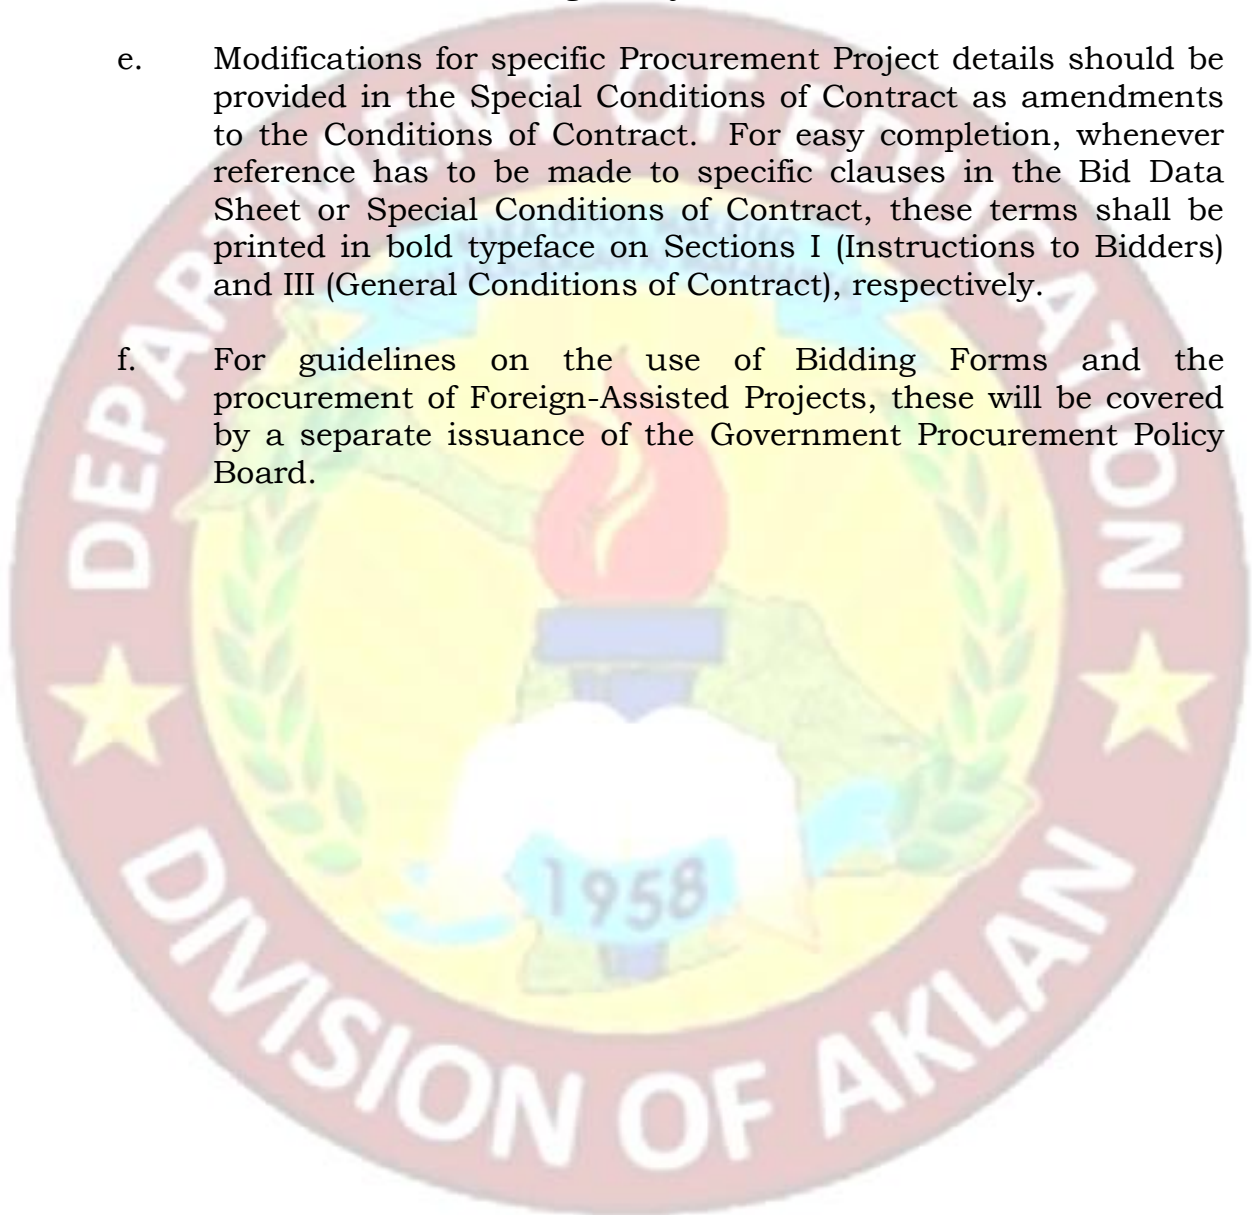 e. Modifications for specific Procurement Project details should be
provided in the Special Conditions of Contract as amendments
to the Conditions of Contract. For easy completion, whenever
reference has to be made to specific clauses in the Bid Data
Sheet or Special Conditions of Contract, these terms shall be
printed in bold typeface on Sections I (Instructions to Bidders)
and III (General Conditions of Contract), respectively.
f. For guidelines on the use of Bidding Forms and the
procurement of Foreign-Assisted Projects, these will be covered
by a separate issuance of the Government Procurement Policy
Board.
DEPARTMENT OF EDUCATION
1958
DIVISION OF AKLAN